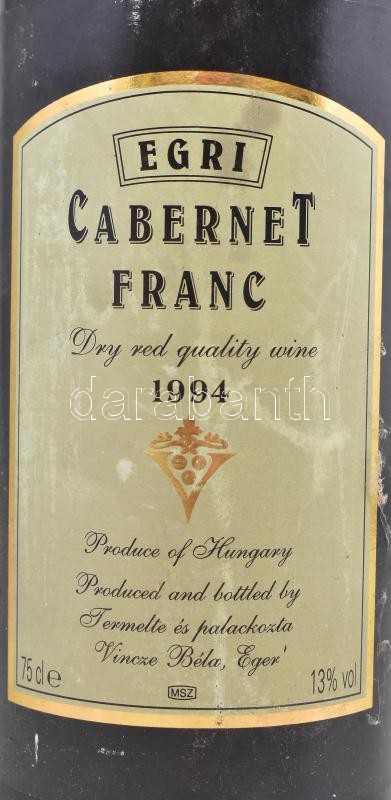 EGRI
CABERNET
FRANC
Dry red quality wine
1994
darabanth
Produce of Hungary
Produced and bottled by
Termelte és palackozta
Vincze Béla, Eger
75 cl e
MSZ
13% vol